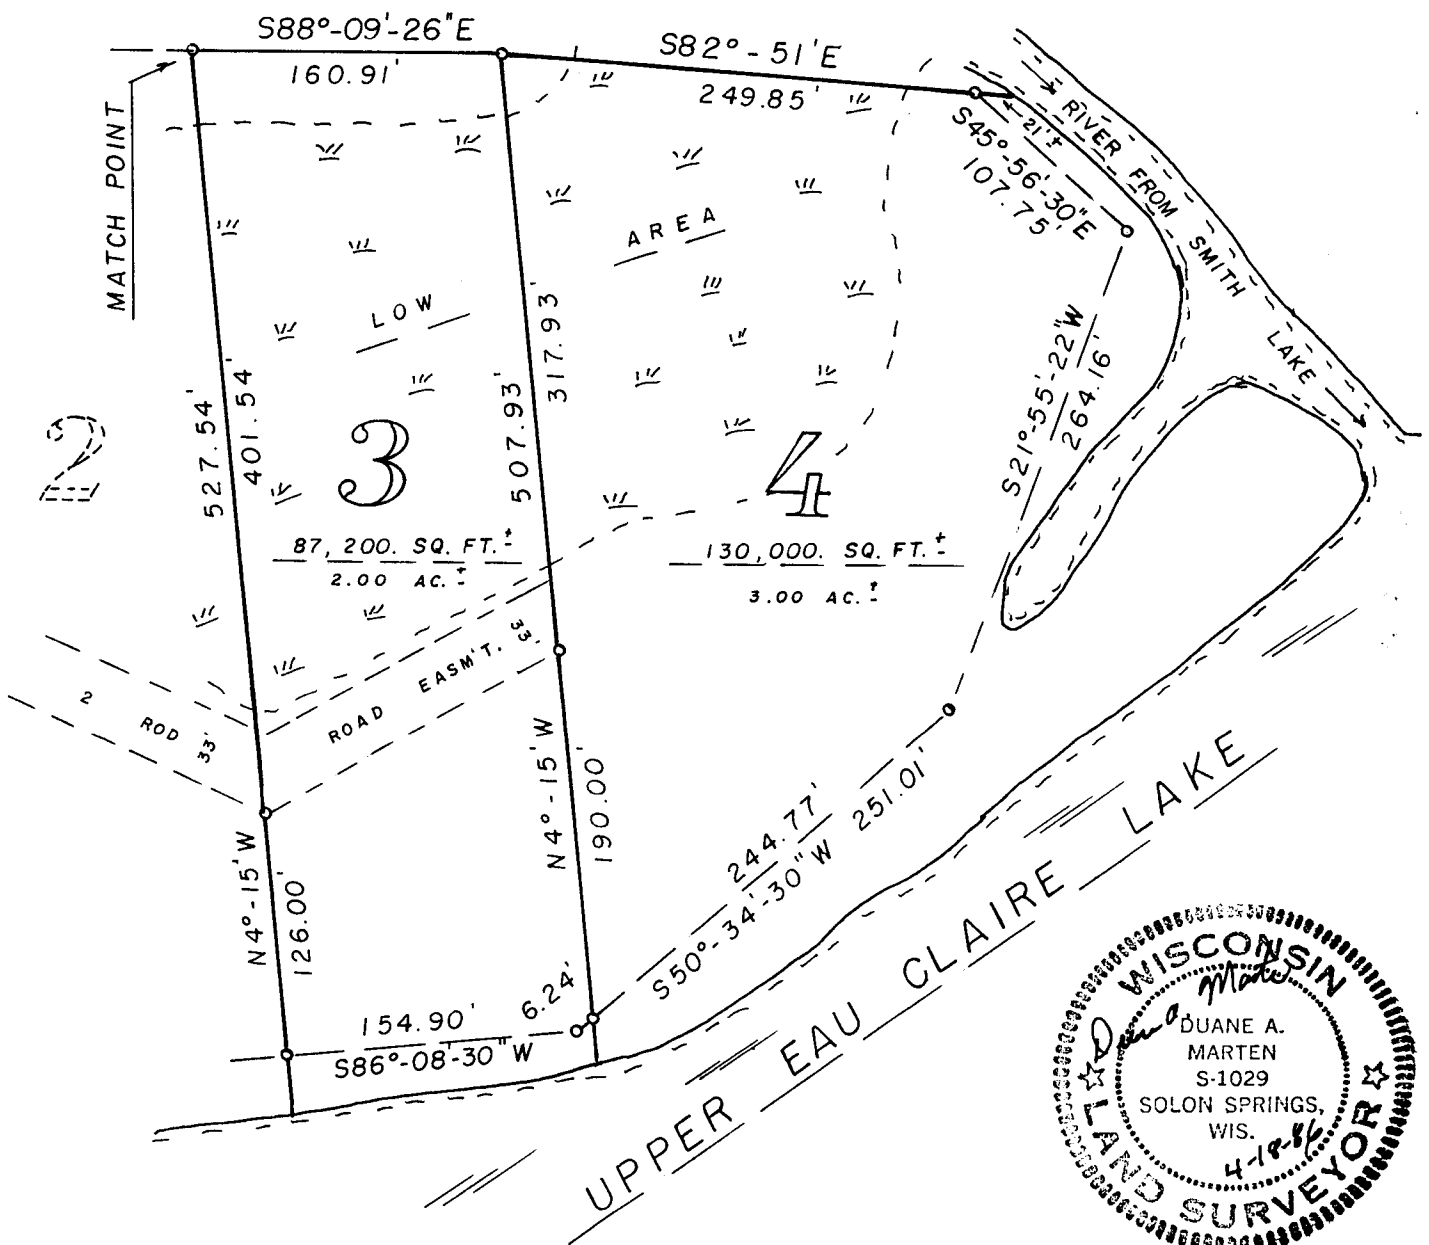 S88°-09'-26"E
160.91'
S82°-51'E
249.85'
MATCH POINT
21'±
S45°-56'-30"E
107.75'
RIVER FROM SMITH LAKE
AREA
LOW
527.54'
401.54'
507.93'
317.93'
S21°-55'-22"W
264.16'
2
3
87,200. SQ. FT.±
2.00 AC.±
4
130,000. SQ. FT.±
3.00 AC.±
2 ROD 33'
ROAD EASM'T. 33'
N4°-15'W
126.00'
N4°-15'W
190.00'
244.77'
251.01'
S50°-34'-30"W
6.24'
154.90'
S86°-08'-30"W
UPPER EAU CLAIRE LAKE
WISCONSIN
DUANE A.
MARTEN
S-1029
SOLON SPRINGS,
WIS.
4-18-86
LAND SURVEYOR